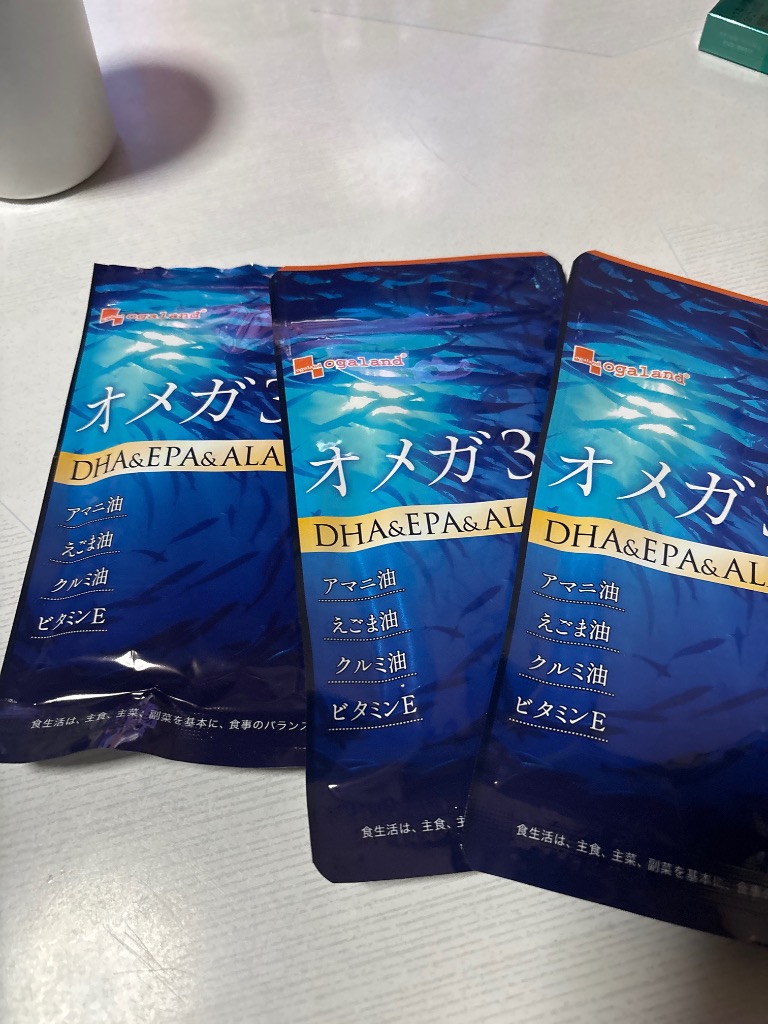 ogaland
オメガ3
DHA&EPA&ALA
アマニ油
えごま油
クルミ油
ビタミンE
食生活は、主食、主菜、副菜を基本に、食事のバランス
ogaland
オメガ3
DHA&EPA&AL
アマニ油
えごま油
クルミ油
ビタミンE
食生活は、主食、主
ogaland
オメガ
DHA&EPA&AL
アマニ油
えごま油
クルミ油
ビタミンE
食生活は、主食、主菜、副菜を基本に、食事